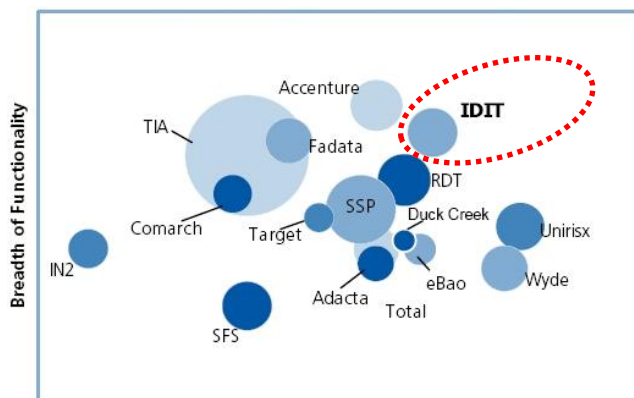 Breadth of Functionality
Accenture
IDIT
TIA
Fadata
RDT
SSP
Duck Creek
Comarch
Target
Unirisx
IN2
eBao
Wyde
Adacta
Total
SFS